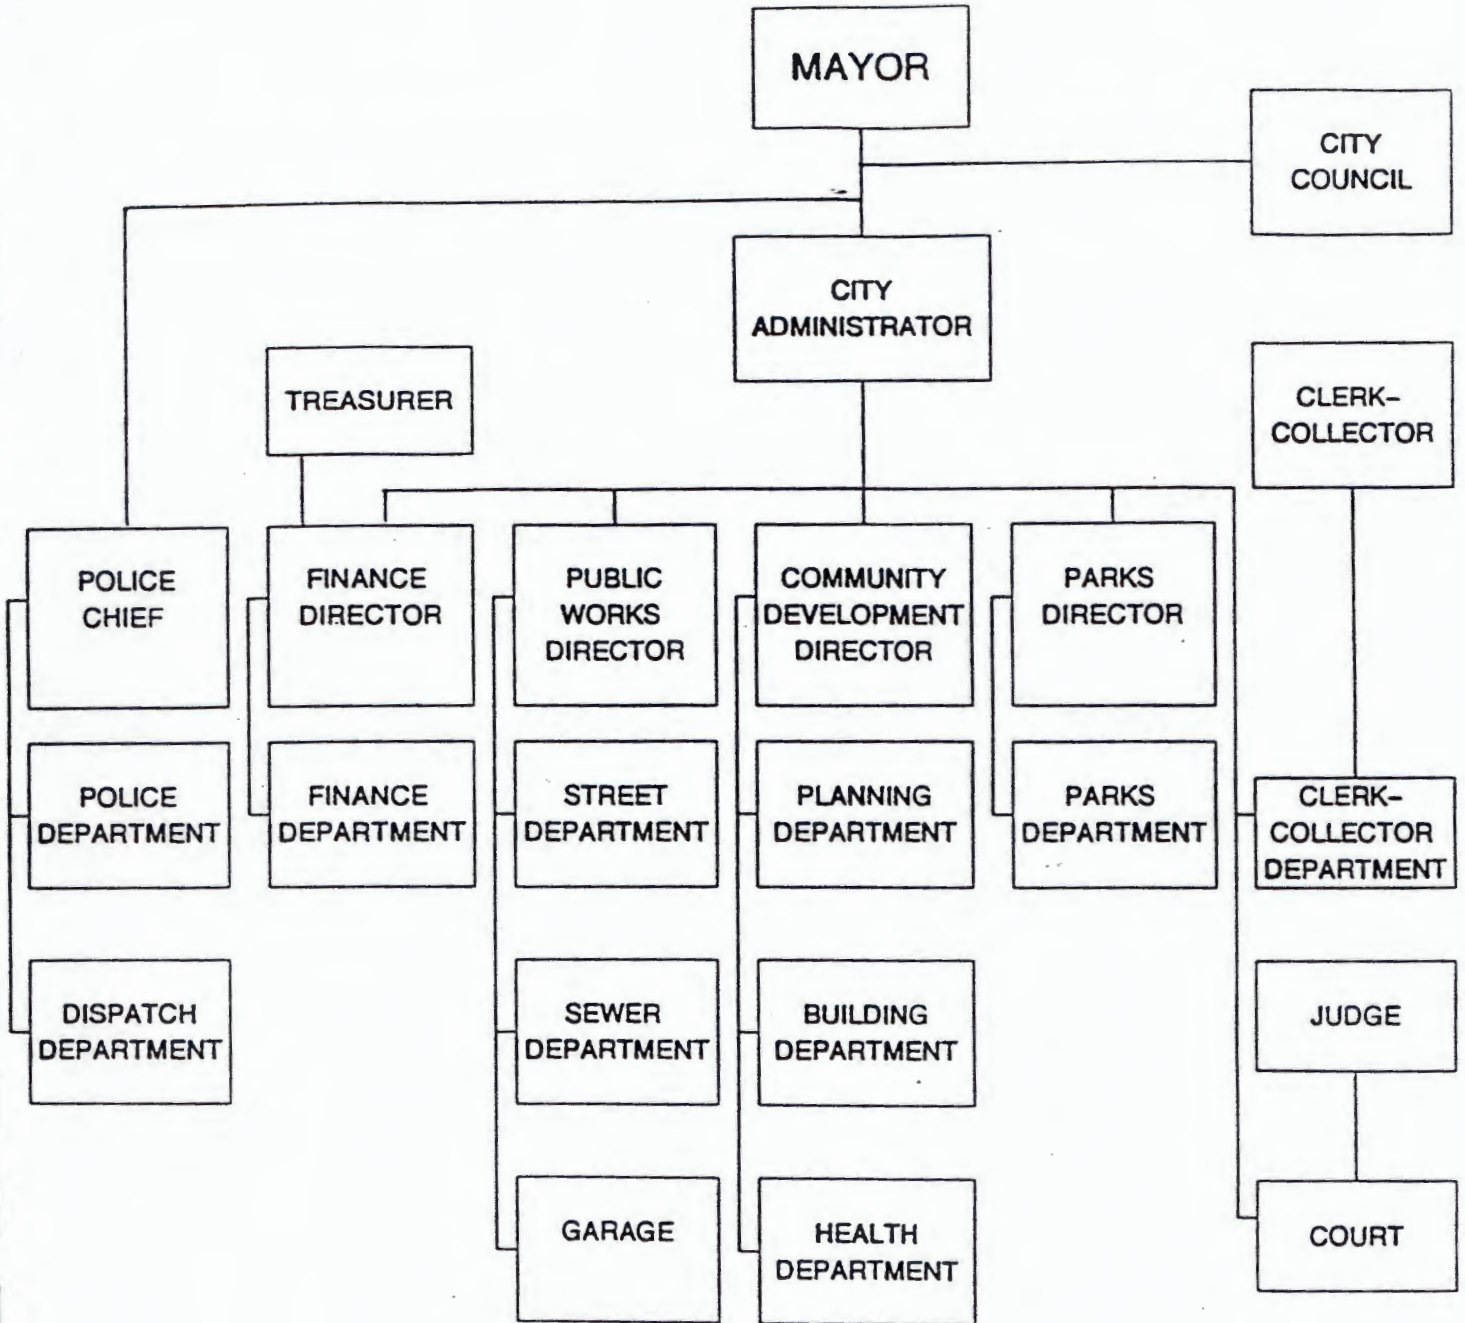 MAYOR
CITY
COUNCIL
CITY
ADMINISTRATOR
TREASURER
CLERK–
COLLECTOR
POLICE
CHIEF
FINANCE
DIRECTOR
PUBLIC
WORKS
DIRECTOR
COMMUNITY
DEVELOPMENT
DIRECTOR
PARKS
DIRECTOR
POLICE
DEPARTMENT
FINANCE
DEPARTMENT
STREET
DEPARTMENT
PLANNING
DEPARTMENT
PARKS
DEPARTMENT
CLERK–
COLLECTOR
DEPARTMENT
DISPATCH
DEPARTMENT
SEWER
DEPARTMENT
BUILDING
DEPARTMENT
JUDGE
GARAGE
HEALTH
DEPARTMENT
COURT